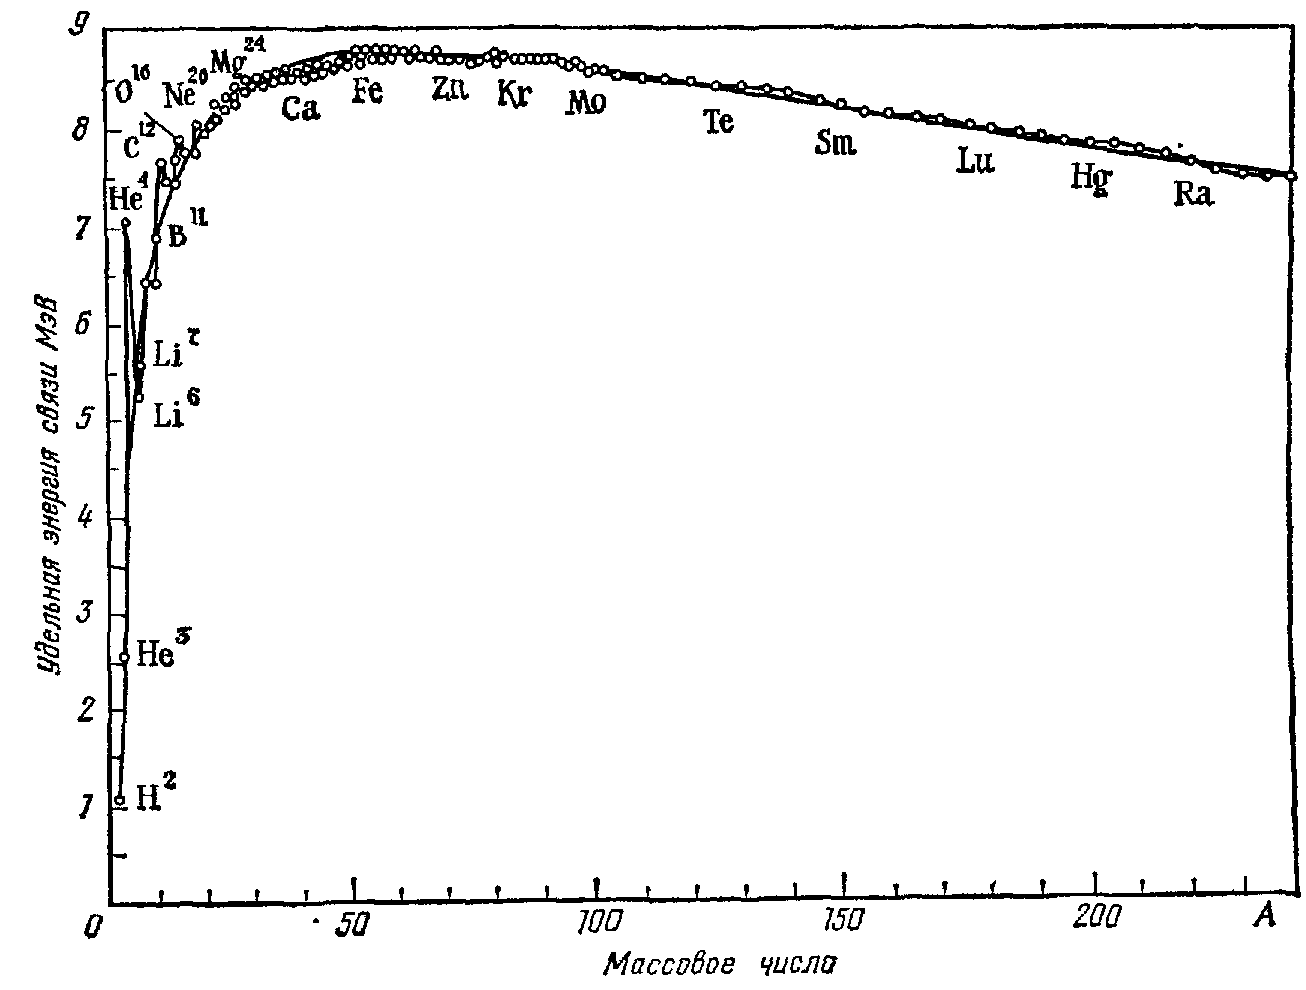 9
8
7
6
5
4
3
2
1
0
Удельная энергия связи Мэв
O¹⁶
Ne²⁰
Mg²⁴
C¹²
He⁴
B¹¹
Li⁷
Li⁶
He³
H²
Ca
Fe
Zn
Kr
Mo
Te
Sm
Lu
Hg
Ra
50
100
150
200
A
Массовое числа